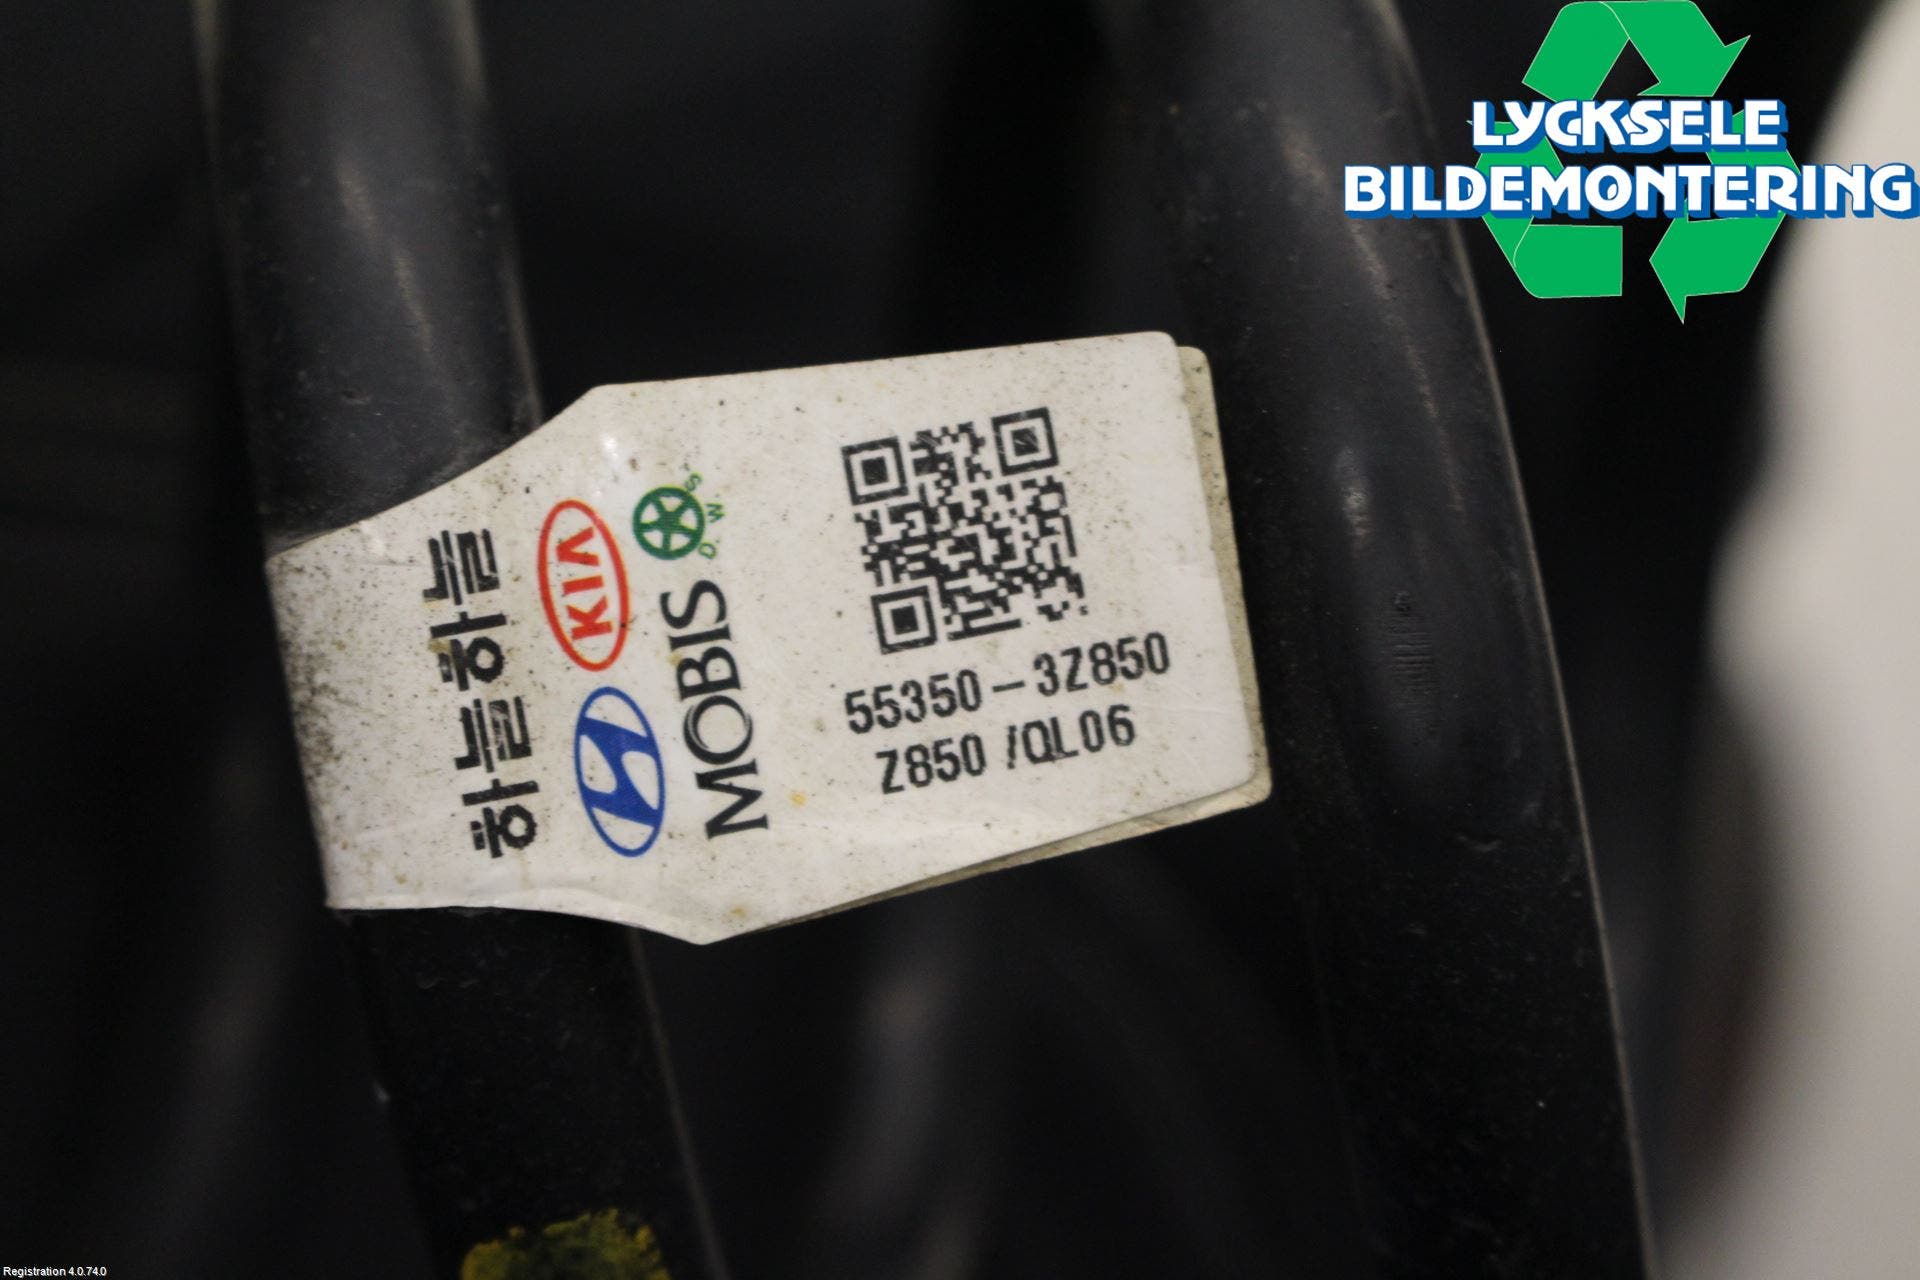 LYCKSELE
BILDEMONTERING
하늘하늘
KIA
D.W.S
MOBIS
55350-3Z850
Z850 /QL06
Registration 4.0.74.0